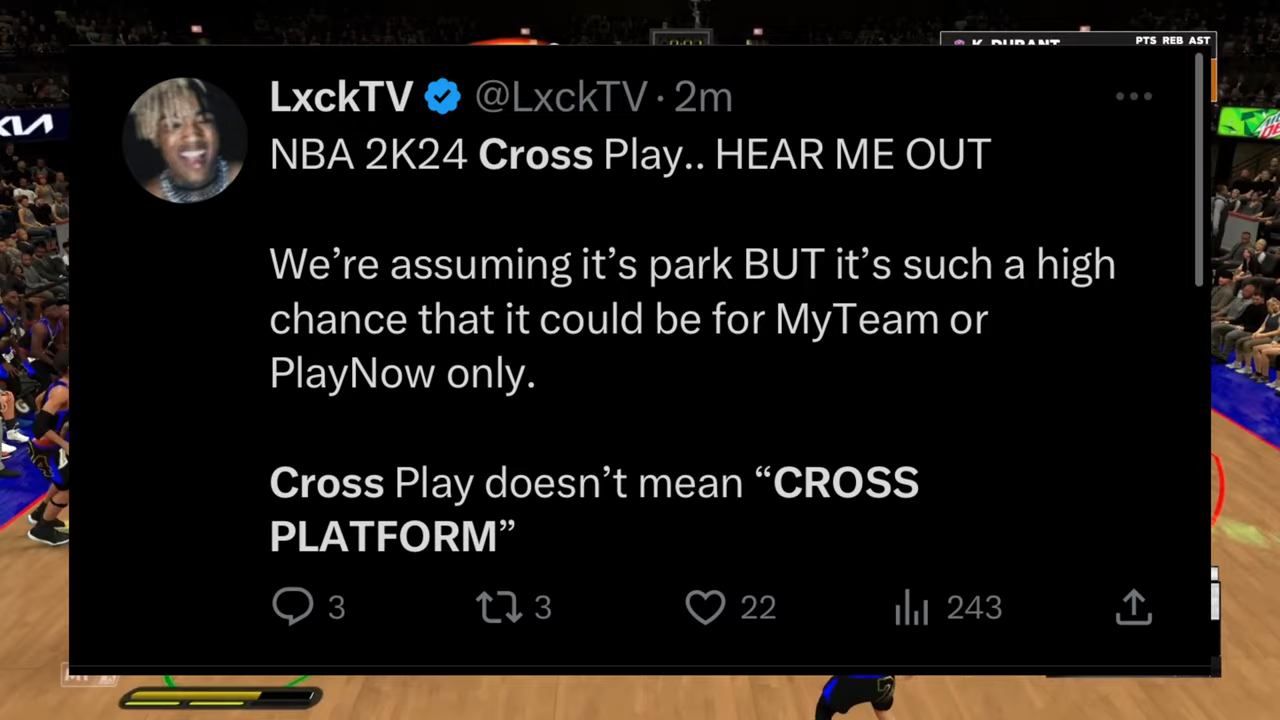 K. DURANT
PTS REB AST
KIA
LxckTV @LxckTV · 2m
NBA 2K24 Cross Play.. HEAR ME OUT
We’re assuming it’s park BUT it’s such a high
chance that it could be for MyTeam or
PlayNow only.
Cross Play doesn’t mean “CROSS
PLATFORM”
3 3 22 243